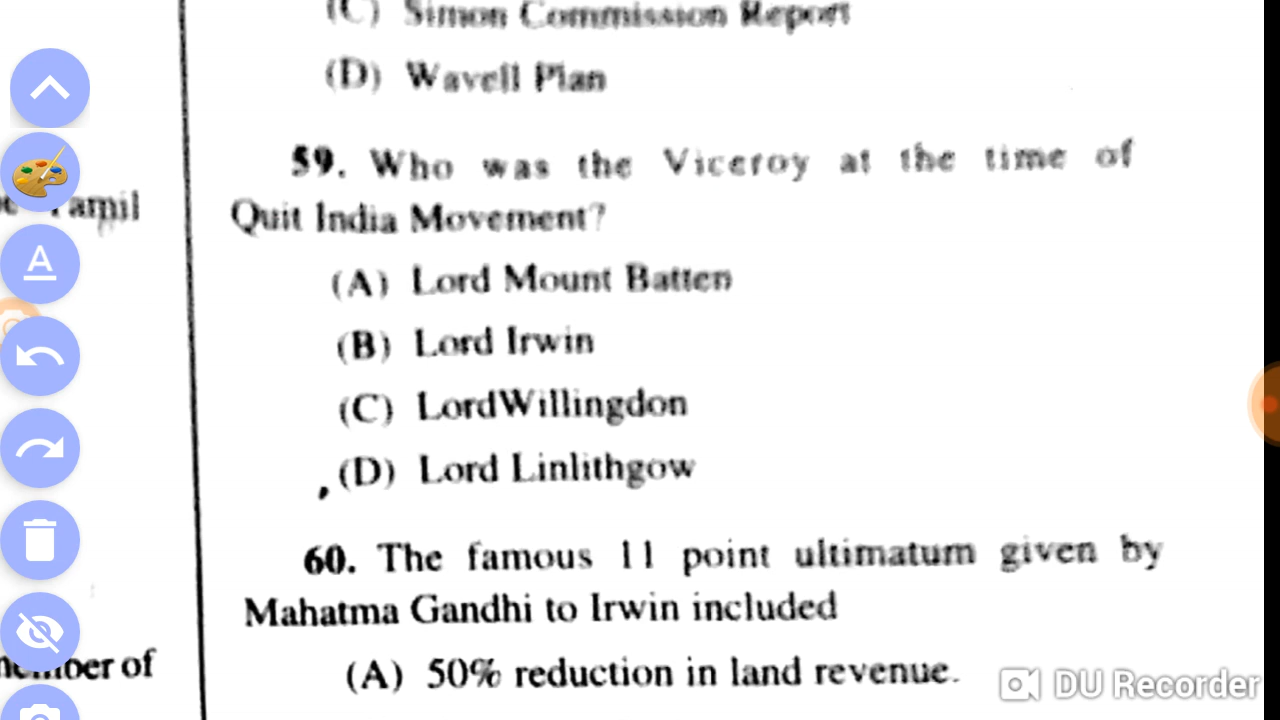 (C) Simon Commission Report
(D) Wavell Plan
59. Who was the Viceroy at the time of
Tamil
Quit India Movement?
(A) Lord Mount Batten
(B) Lord Irwin
(C) LordWillingdon
(D) Lord Linlithgow
60. The famous 11 point ultimatum given by
Mahatma Gandhi to Irwin included
of
(A) 50% reduction in land revenue.
DU Recorder